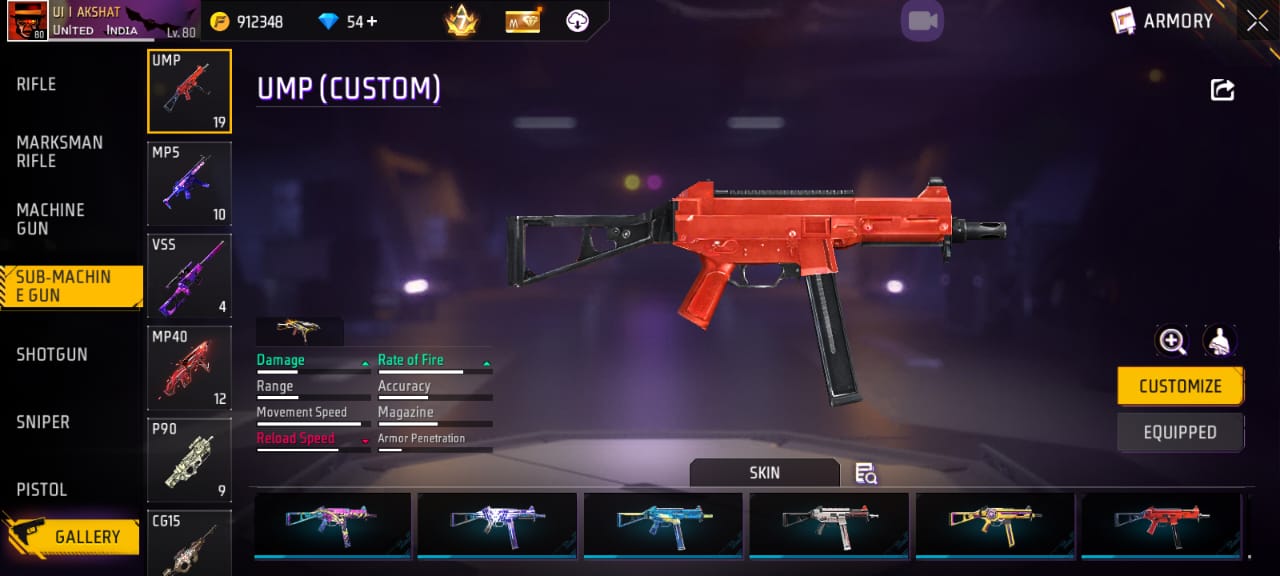 UI I AKSHAT
UNITED INDIA
80
Lv.80
912348
54+
7
M
ARMORY
RIFLE
MARKSMAN
RIFLE
MACHINE
GUN
SUB-MACHIN
E GUN
SHOTGUN
SNIPER
PISTOL
GALLERY
UMP
19
MP5
10
VSS
4
MP40
12
P90
9
CG15
UMP (CUSTOM)
Damage
Rate of Fire
Range
Accuracy
Movement Speed
Magazine
Reload Speed
Armor Penetration
CUSTOMIZE
EQUIPPED
SKIN